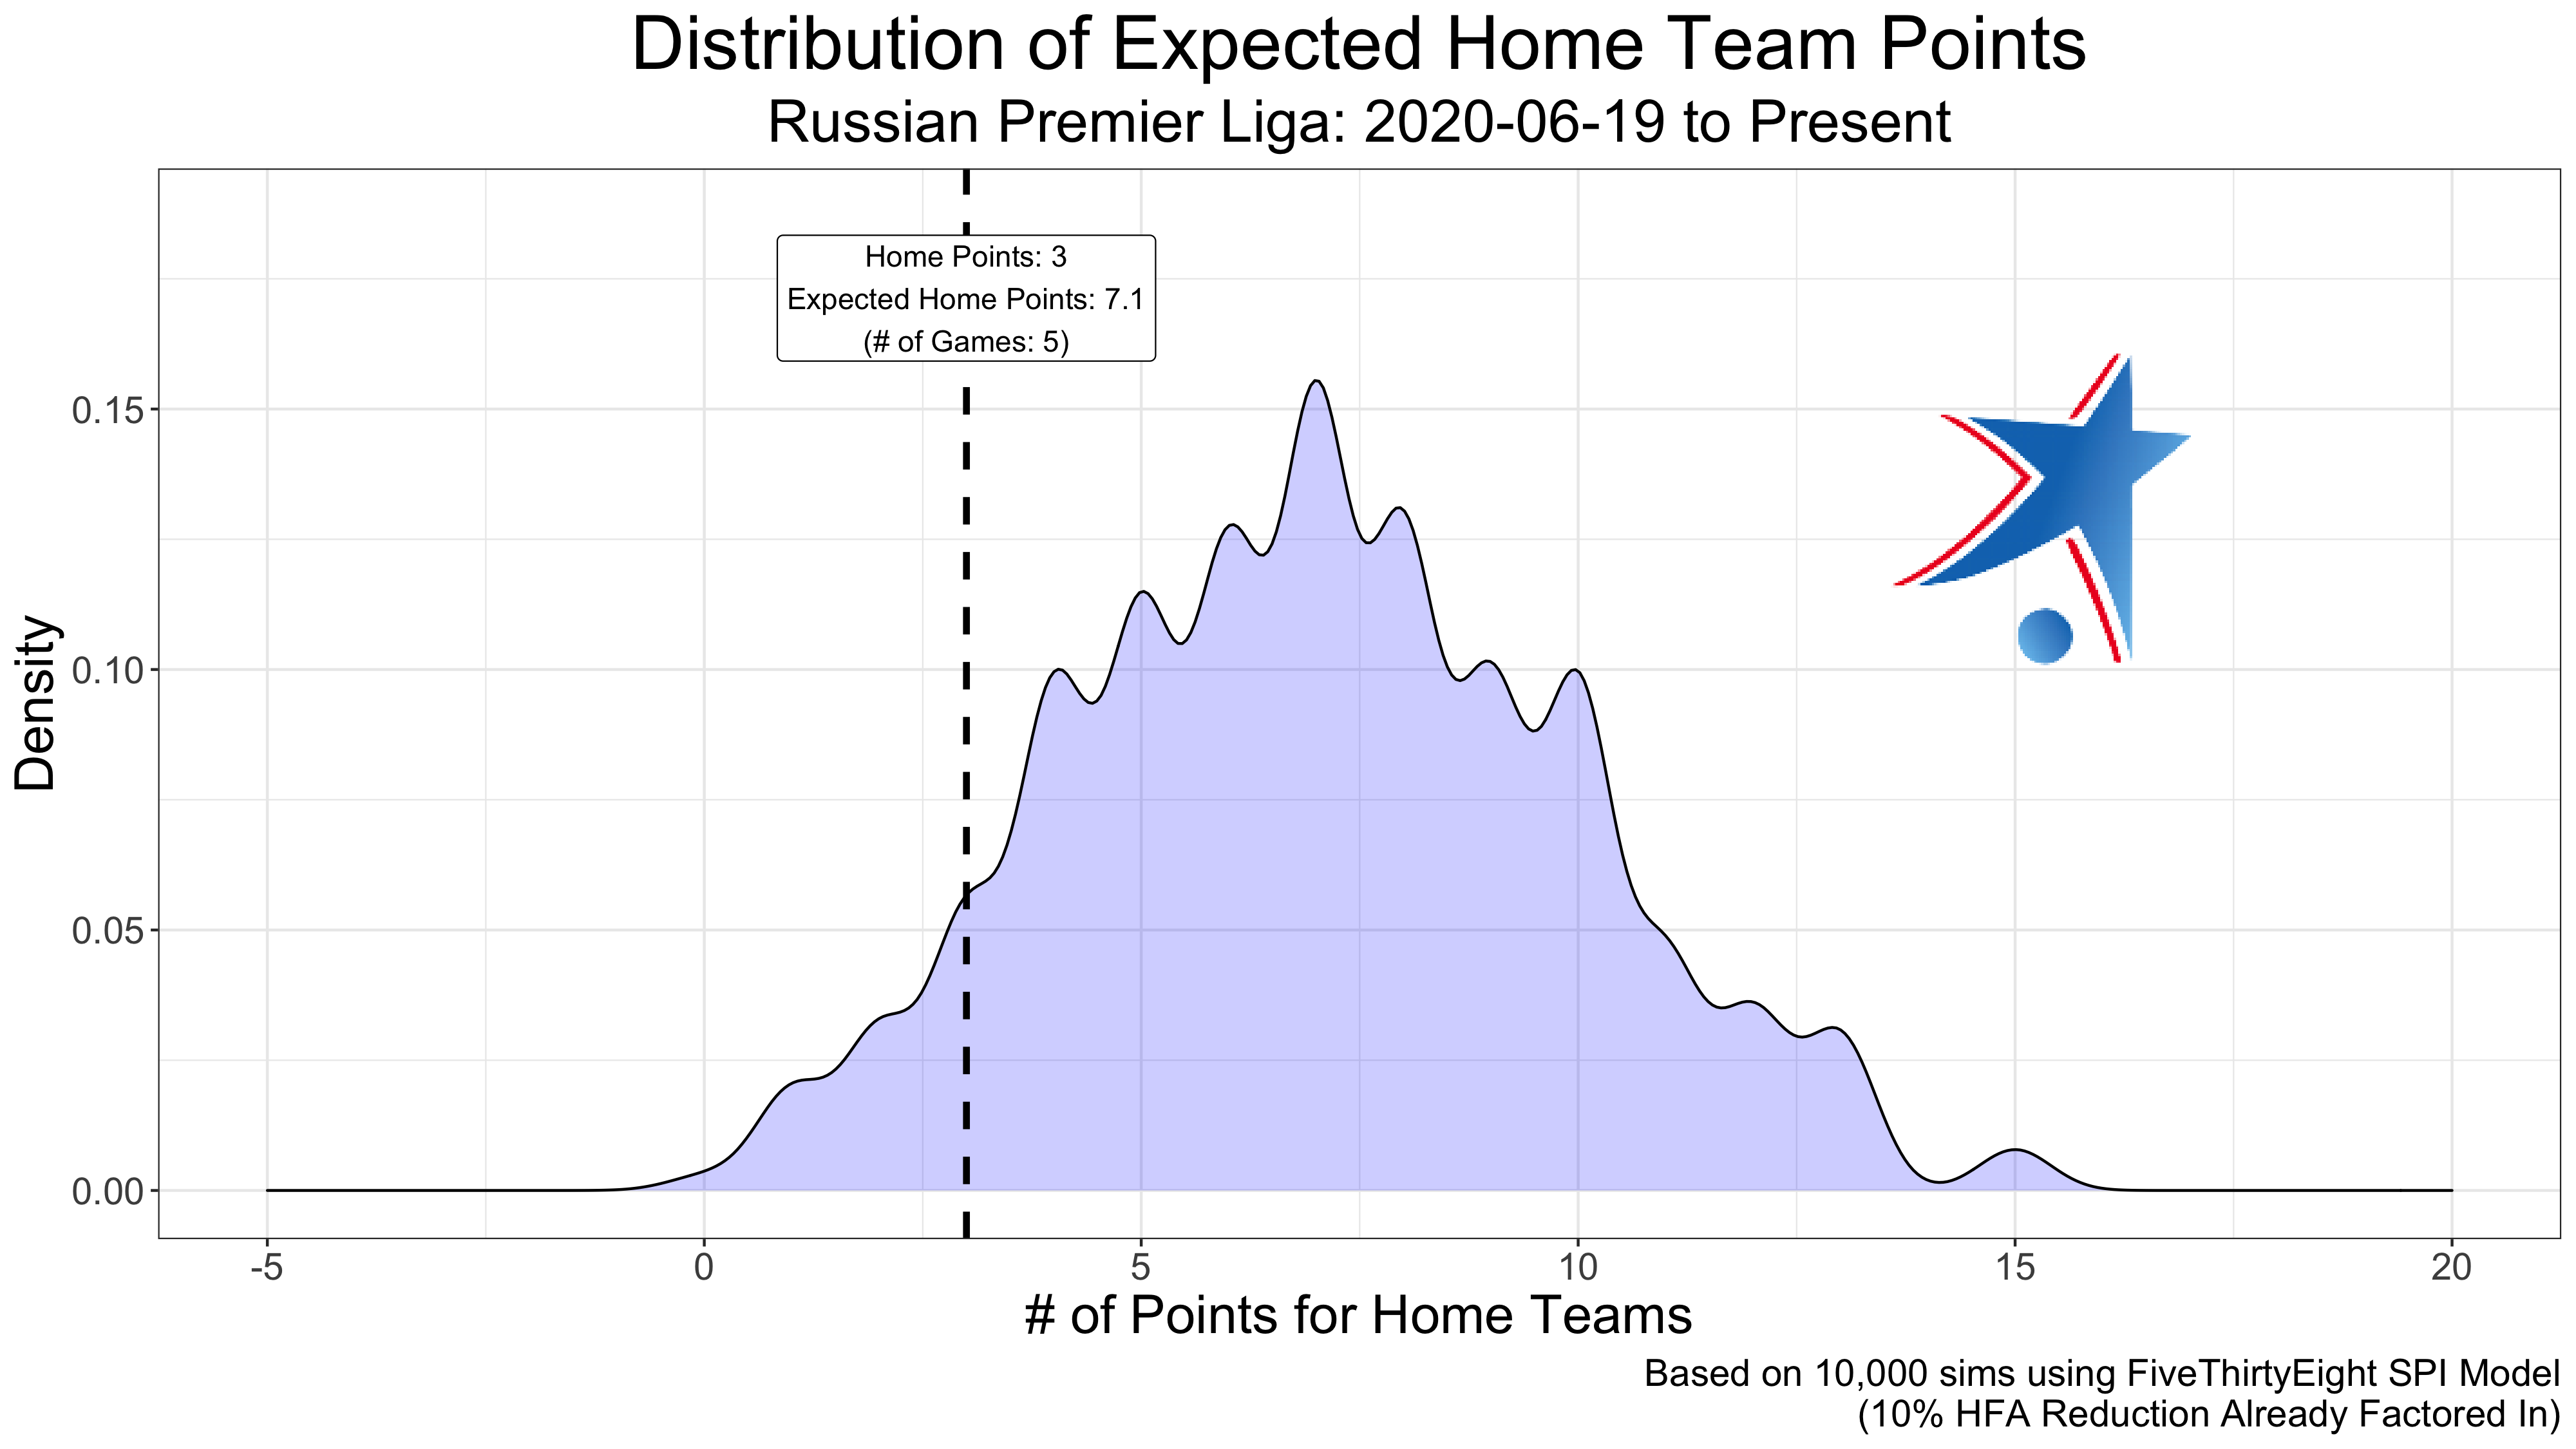 Distribution of Expected Home Team Points
Russian Premier Liga: 2020-06-19 to Present
Home Points: 3
Expected Home Points: 7.1
(# of Games: 5)
Density
0.15
0.10
0.05
0.00
-5 0 5 10 15 20
# of Points for Home Teams
Based on 10,000 sims using FiveThirtyEight SPI Model
(10% HFA Reduction Already Factored In)